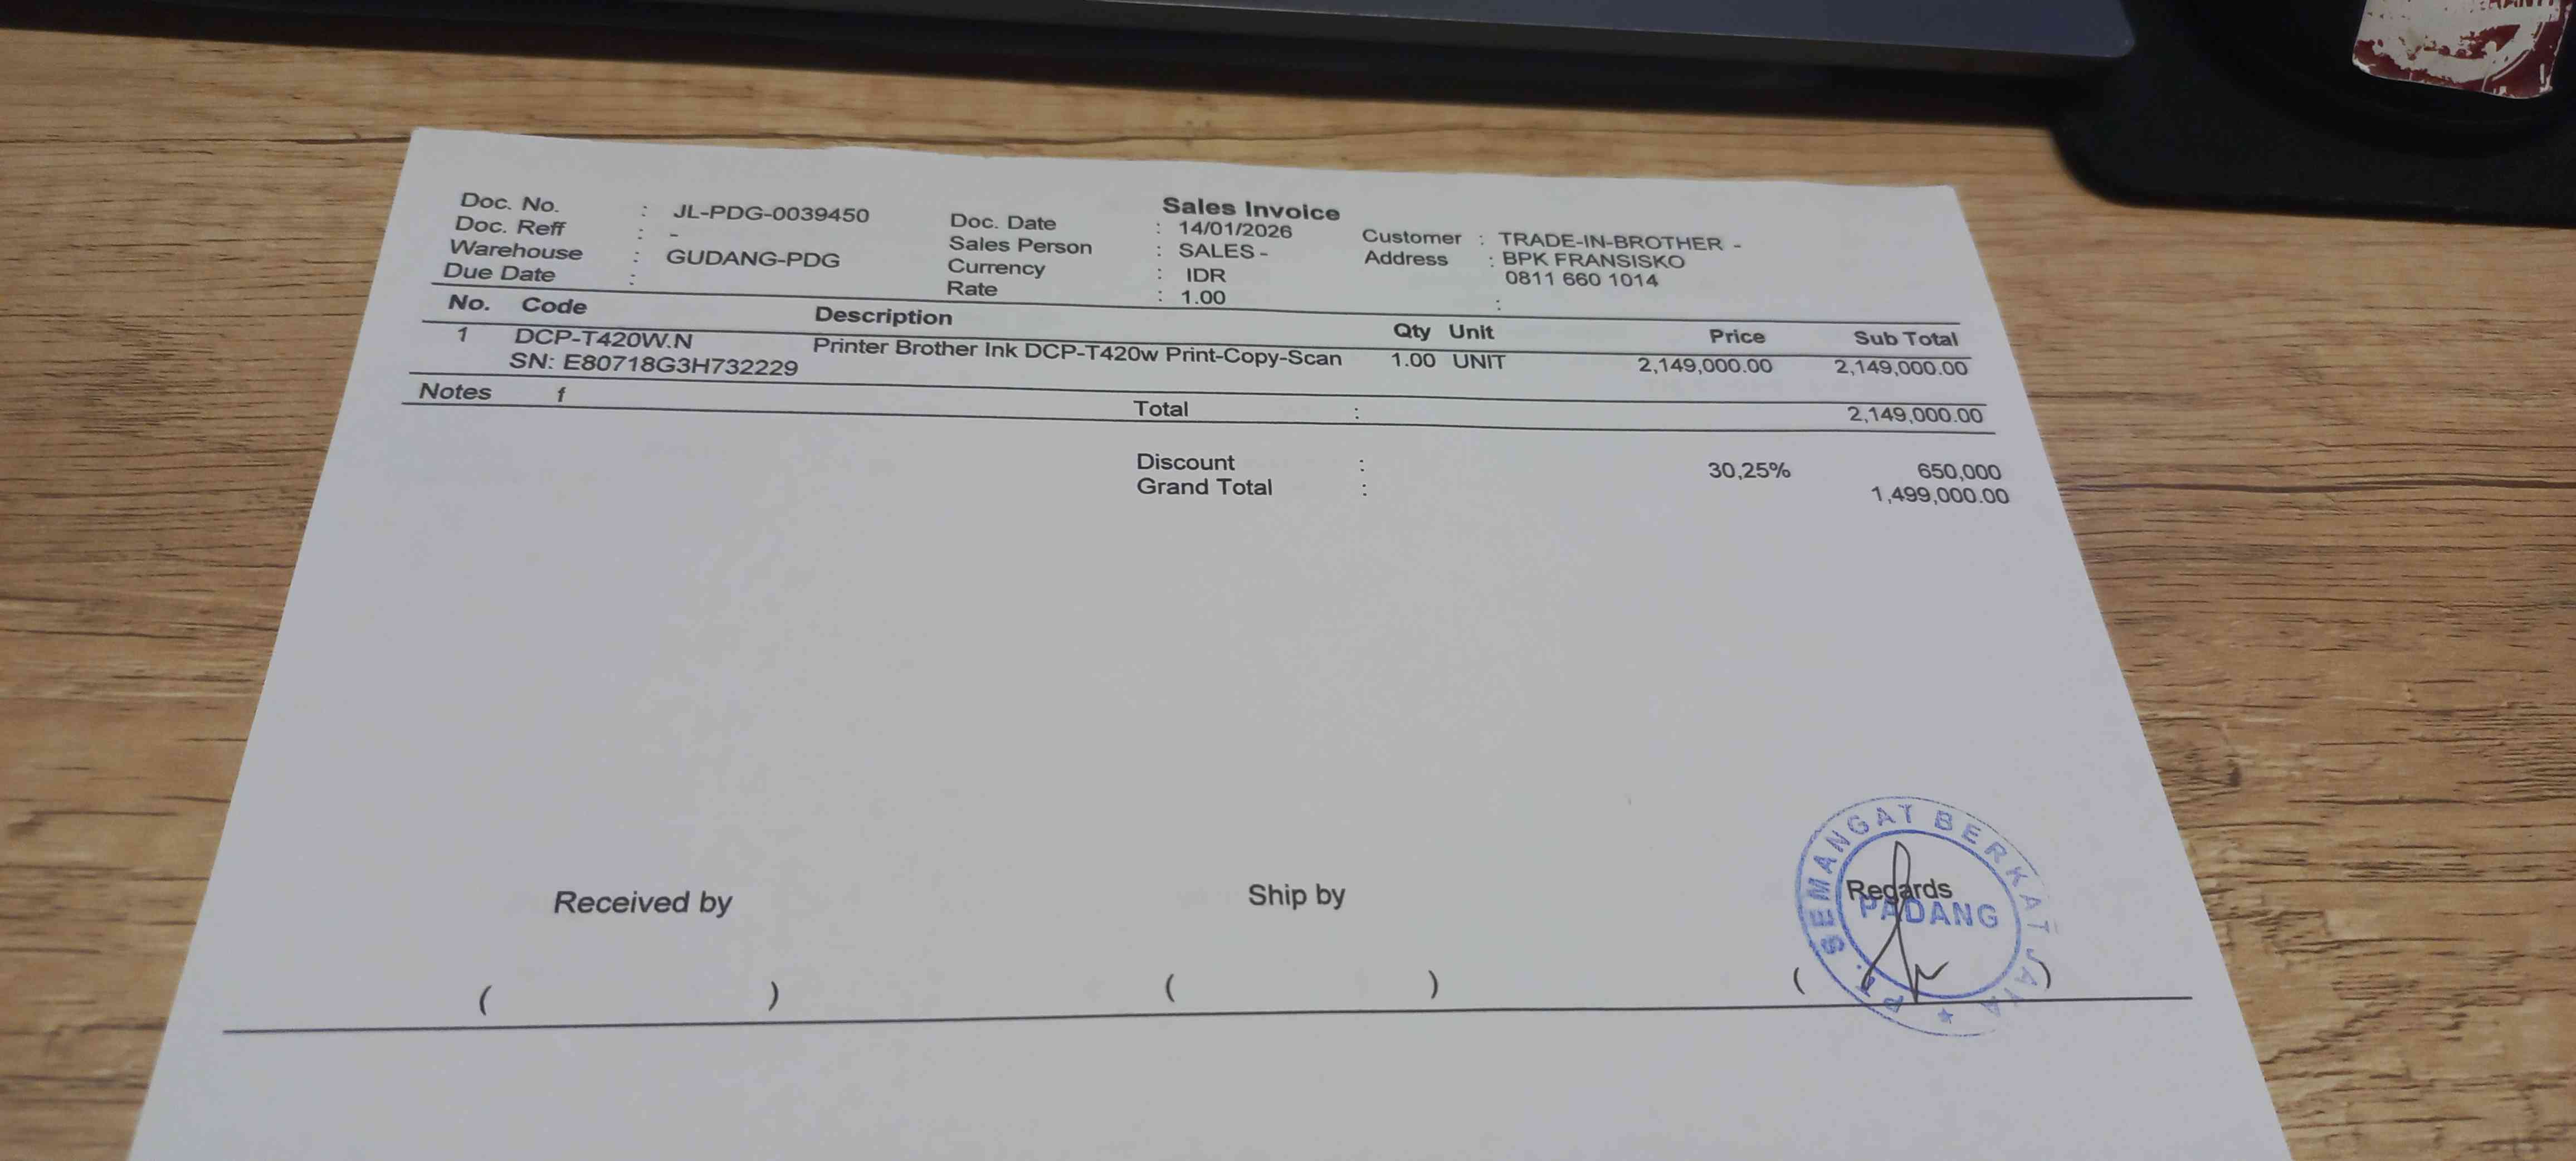 Sales Invoice
Doc. No. : JL-PDG-0039450
Doc. Reff : -
Warehouse : GUDANG-PDG
Due Date :
Doc. Date : 14/01/2026
Sales Person : SALES -
Currency : IDR
Rate : 1.00
Customer : TRADE-IN-BROTHER -
Address : BPK FRANSISKO
0811 660 1014
:
No. Code Description Qty Unit Price Sub Total
1 DCP-T420W.N Printer Brother Ink DCP-T420w Print-Copy-Scan 1.00 UNIT 2,149,000.00 2,149,000.00
SN: E80718G3H732229
Notes f Total : 2,149,000.00
Discount : 30,25% 650,000
Grand Total : 1,499,000.00
Received by Ship by Regards
PT. SEMANGAT BERKAT JAYA
PADANG
( ) ( ) ( )